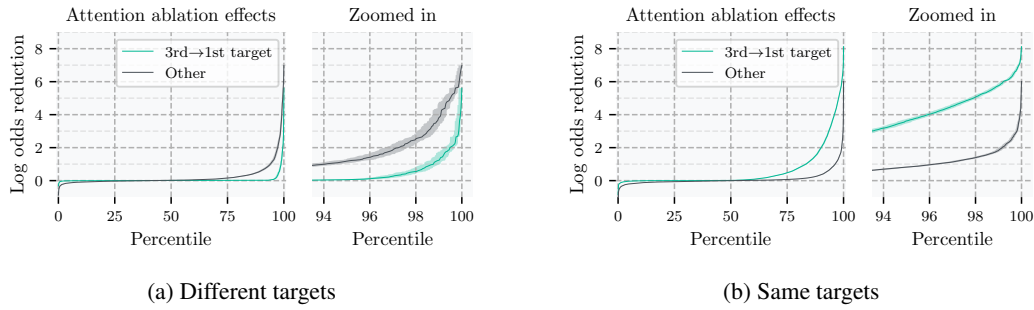 Attention ablation effects
Zoomed in
Log odds reduction
8
6
4
2
0
3rd→1st target
Other
0 25 50 75 100
94 96 98 100
Percentile
Percentile
(a) Different targets
Attention ablation effects
Zoomed in
Log odds reduction
8
6
4
2
0
3rd→1st target
Other
0 25 50 75 100
94 96 98 99 100
Percentile
Percentile
(b) Same targets